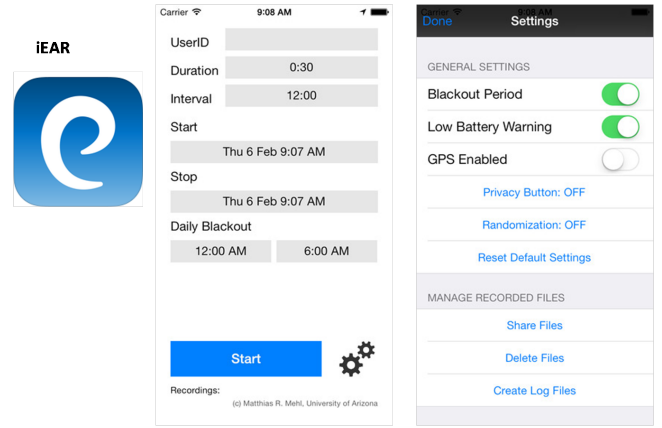 iEAR
Carrier 9:08 AM
UserID
Duration 0:30
Interval 12:00
Start
Thu 6 Feb 9:07 AM
Stop
Thu 6 Feb 9:07 AM
Daily Blackout
12:00 AM 6:00 AM
Start
Recordings:
(c) Matthias R. Mehl, University of Arizona
Carrier 9:08 AM
Done Settings
GENERAL SETTINGS
Blackout Period
Low Battery Warning
GPS Enabled
Privacy Button: OFF
Randomization: OFF
Reset Default Settings
MANAGE RECORDED FILES
Share Files
Delete Files
Create Log Files